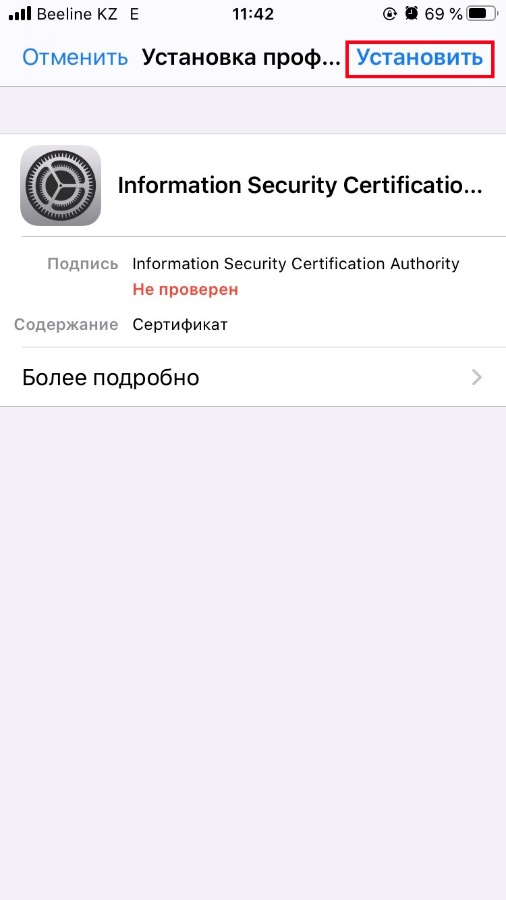 Beeline KZ E 11:42 69 %
Отменить Установка проф... Установить
Information Security Certificatio...
Подпись Information Security Certification Authority
Не проверен
Содержание Сертификат
Более подробно